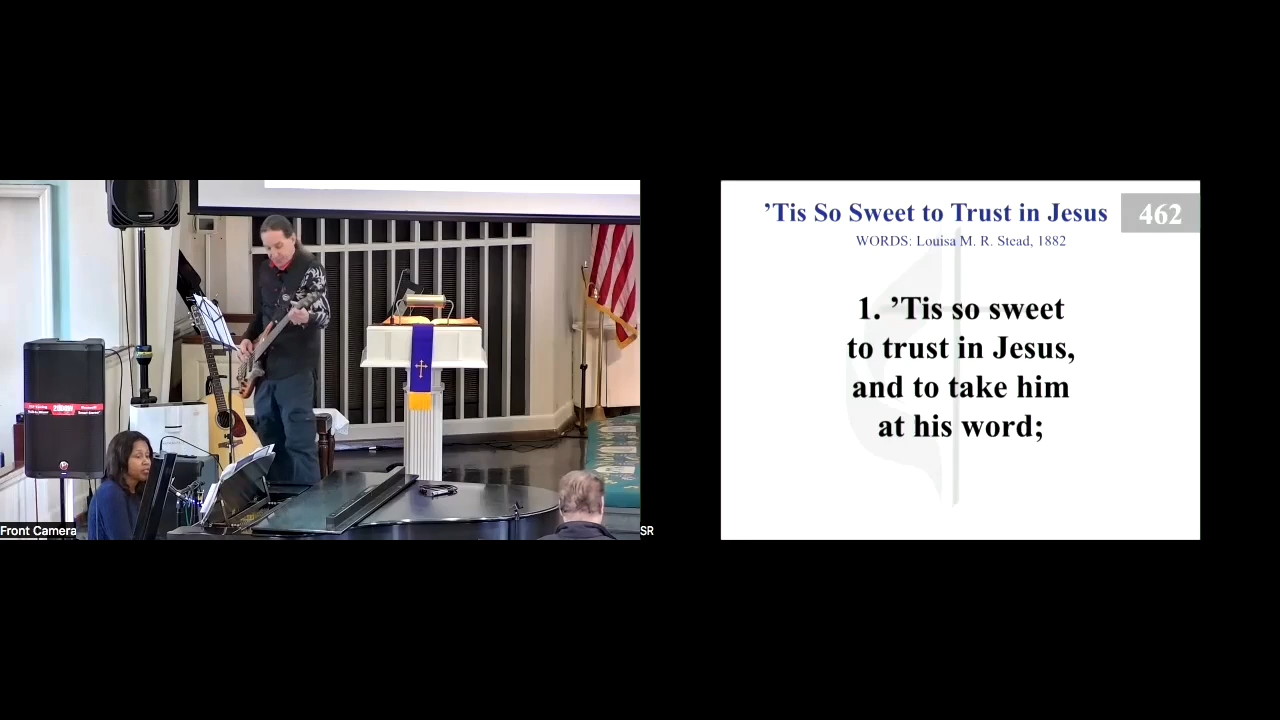 Front Camera
SR
’Tis So Sweet to Trust in Jesus
462
WORDS: Louisa M. R. Stead, 1882
1. ’Tis so sweet
to trust in Jesus,
and to take him
at his word;